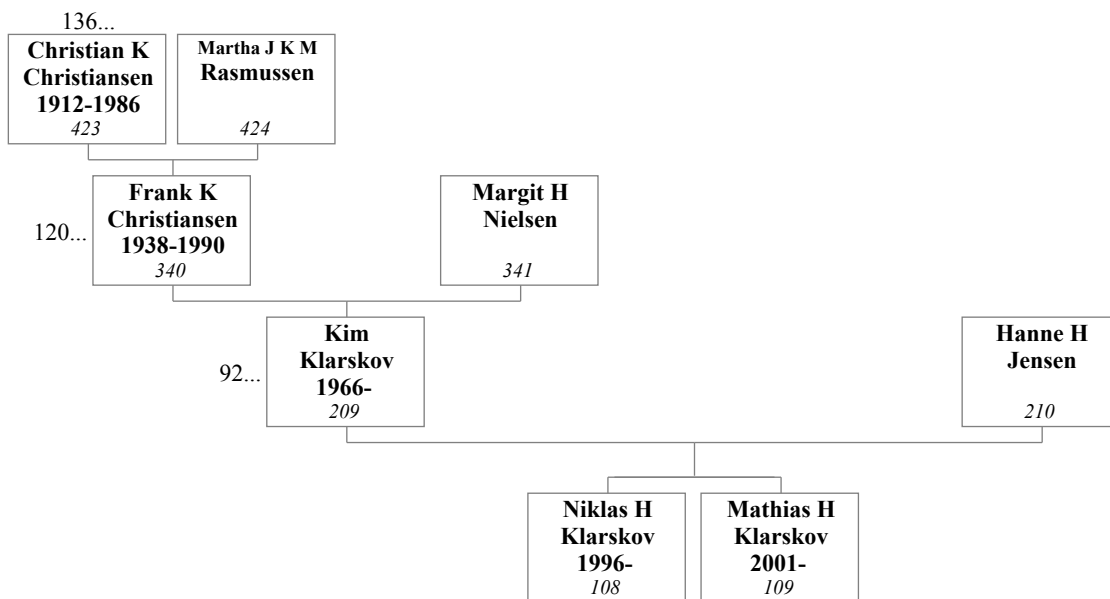 136...
Christian K
Christiansen
1912-1986
423
Martha J K M
Rasmussen
424
120...
Frank K
Christiansen
1938-1990
340
Margit H
Nielsen
341
92...
Kim
Klarskov
1966-
209
Hanne H
Jensen
210
Niklas H
Klarskov
1996-
108
Mathias H
Klarskov
2001-
109